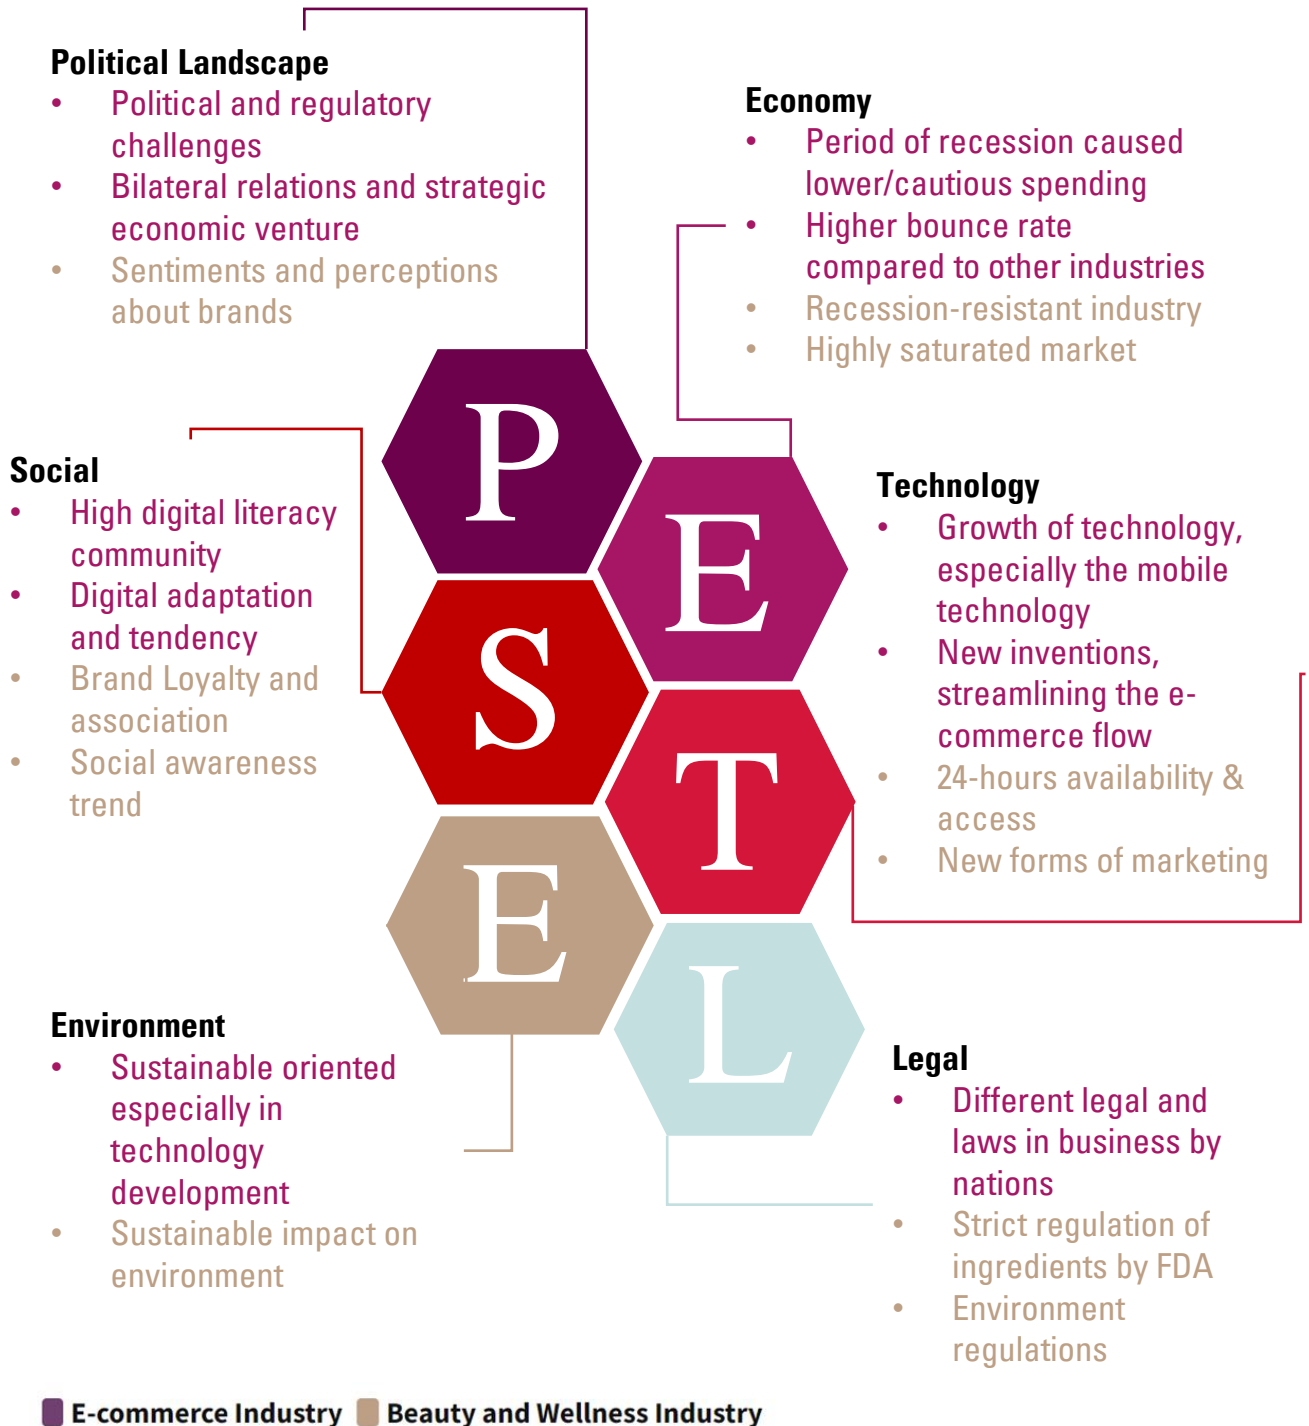 Political Landscape
• Political and regulatory
challenges
• Bilateral relations and strategic
economic venture
• Sentiments and perceptions
about brands
Economy
• Period of recession caused
lower/cautious spending
• Higher bounce rate
compared to other industries
• Recession-resistant industry
• Highly saturated market
P
E
Social
• High digital literacy
community
• Digital adaptation
and tendency
• Brand Loyalty and
association
• Social awareness
trend
S
T
Technology
• Growth of technology,
especially the mobile
technology
• New inventions,
streamlining the e-
commerce flow
• 24-hours availability &
access
• New forms of marketing
E
L
Environment
• Sustainable oriented
especially in
technology
development
• Sustainable impact on
environment
Legal
• Different legal and
laws in business by
nations
• Strict regulation of
ingredients by FDA
• Environment
regulations
E-commerce Industry Beauty and Wellness Industry